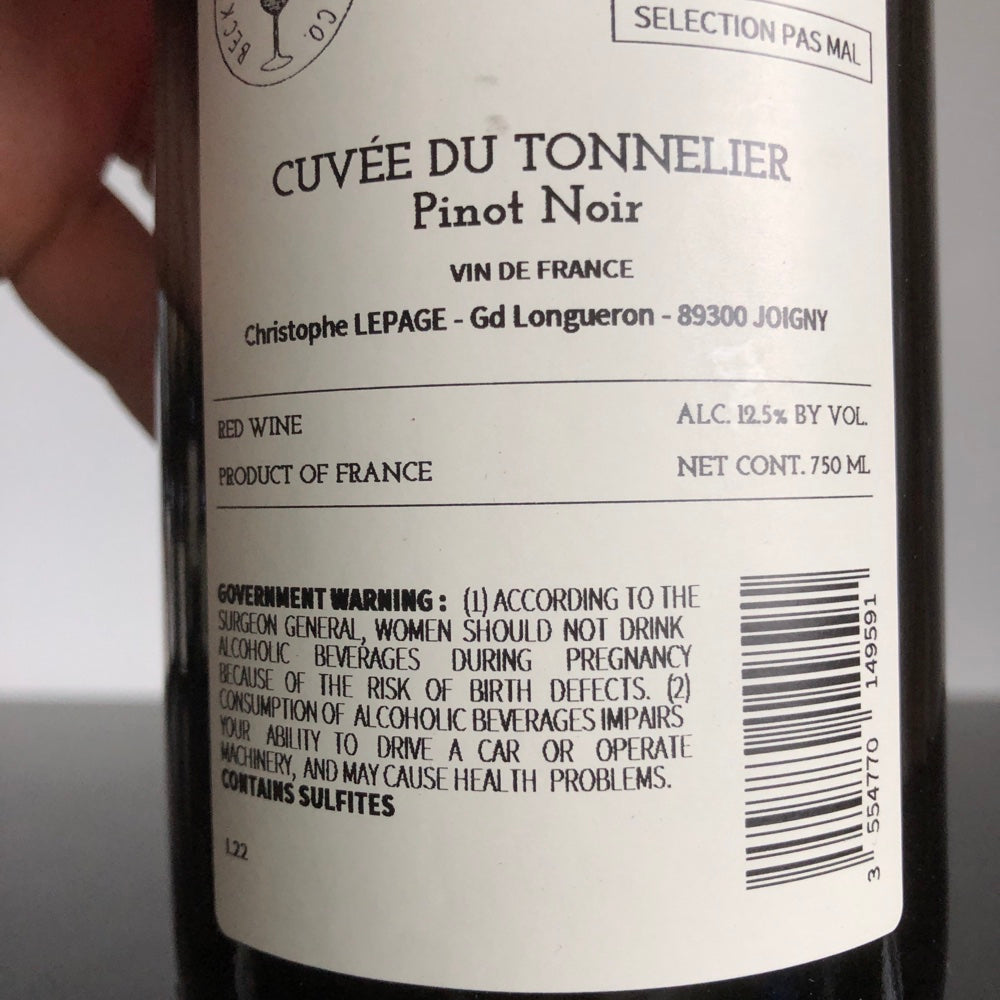 BECK
CO.
SELECTION PAS MAL
CUVÉE DU TONNELIER
Pinot Noir
VIN DE FRANCE
Christophe LEPAGE - Gd Longueron - 89300 JOIGNY
RED WINE
ALC. 12.5% BY VOL.
PRODUCT OF FRANCE
NET CONT. 750 ML
GOVERNMENT WARNING : (1) ACCORDING TO THE
SURGEON GENERAL, WOMEN SHOULD NOT DRINK
ALCOHOLIC BEVERAGES DURING PREGNANCY
BECAUSE OF THE RISK OF BIRTH DEFECTS. (2)
CONSUMPTION OF ALCOHOLIC BEVERAGES IMPAIRS
YOUR ABILITY TO DRIVE A CAR OR OPERATE
MACHINERY, AND MAY CAUSE HEALTH PROBLEMS.
CONTAINS SULFITES
L22
3 554770 149591